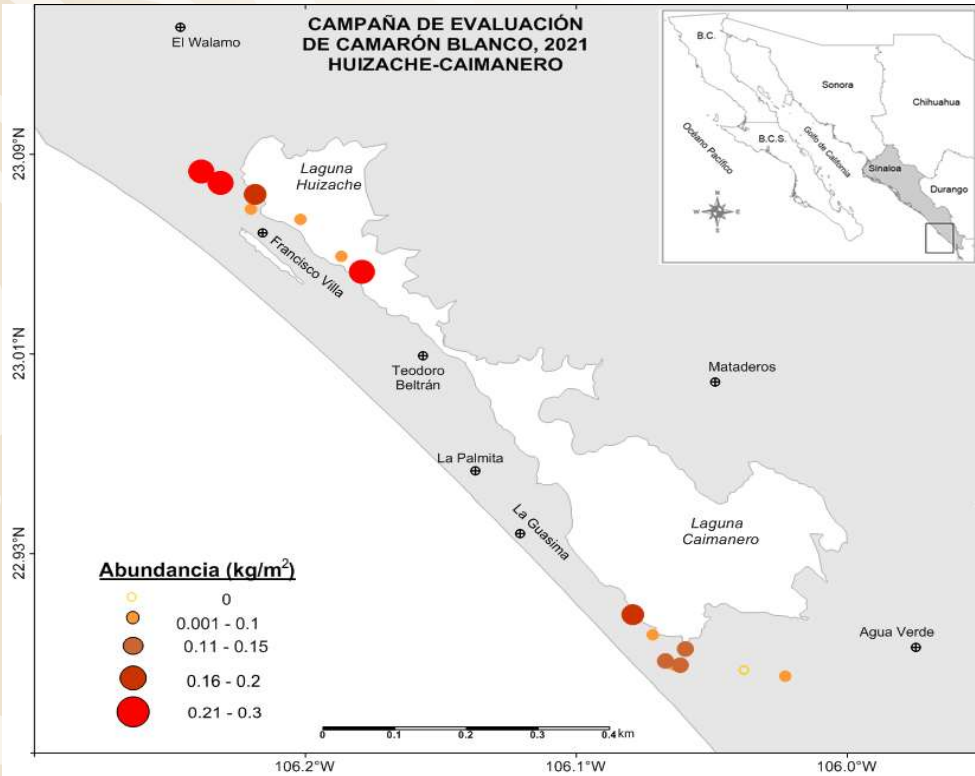 CAMPAÑA DE EVALUACIÓN
DE CAMARÓN BLANCO, 2021
HUIZACHE-CAIMANERO
El Walamo
B.C.
Sonora
Chihuahua
Océano Pacífico
B.C.S.
Golfo de California
Sinaloa
Durango
N
W
E
S
23.09°N
23.01°N
22.93°N
Laguna
Huizache
Francisco Villa
Teodoro
Beltrán
Mataderos
La Palmita
La Guasima
Laguna
Caimanero
Agua Verde
Abundancia (kg/m²)
0
0.001 - 0.1
0.11 - 0.15
0.16 - 0.2
0.21 - 0.3
0 0.1 0.2 0.3 0.4 km
106.2°W 106.1°W 106.0°W